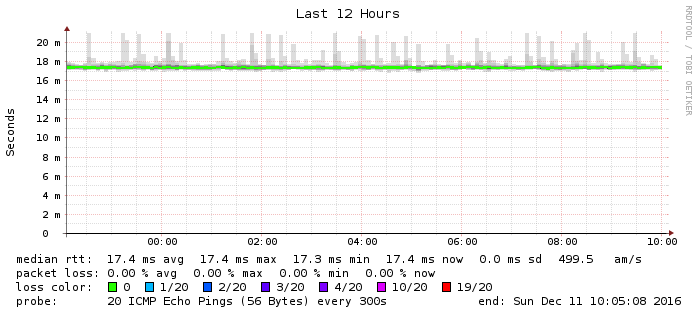 Last 12 Hours
RRDTOOL / TOBI OETIKER
Seconds
20 m
18 m
16 m
14 m
12 m
10 m
8 m
6 m
4 m
2 m
0
00:00 02:00 04:00 06:00 08:00 10:00
median rtt: 17.4 ms avg 17.4 ms max 17.3 ms min 17.4 ms now 0.0 ms sd 499.5 am/s
packet loss: 0.00 % avg 0.00 % max 0.00 % min 0.00 % now
loss color: 0 1/20 2/20 3/20 4/20 10/20 19/20
probe: 20 ICMP Echo Pings (56 Bytes) every 300s end: Sun Dec 11 10:05:08 2016